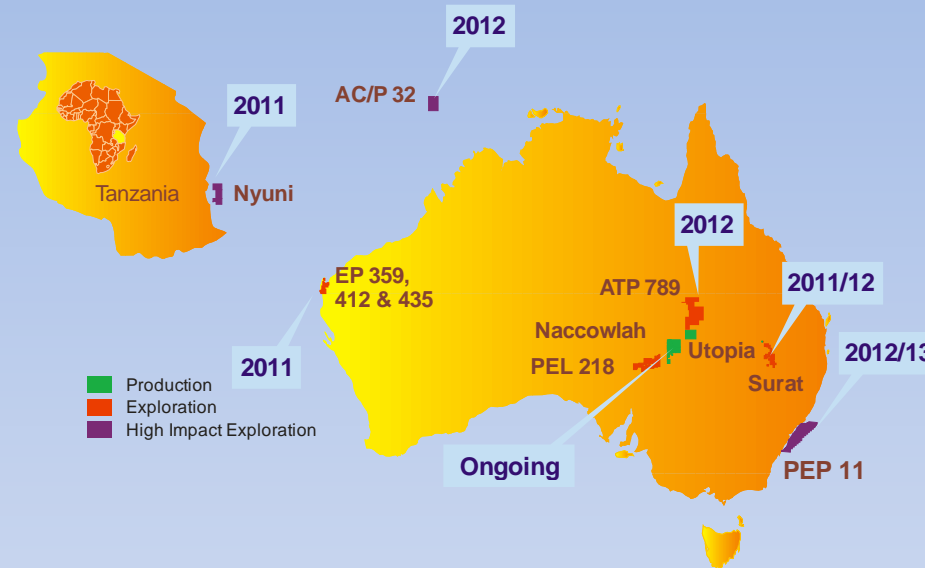 2012
AC/P 32
2011
Tanzania
Nyuni
2012
EP 359,
412 & 435
ATP 789
2011/12
Naccowlah
Utopia
2012/13
PEL 218
2011
Surat
Production
Exploration
High Impact Exploration
Ongoing
PEP 11